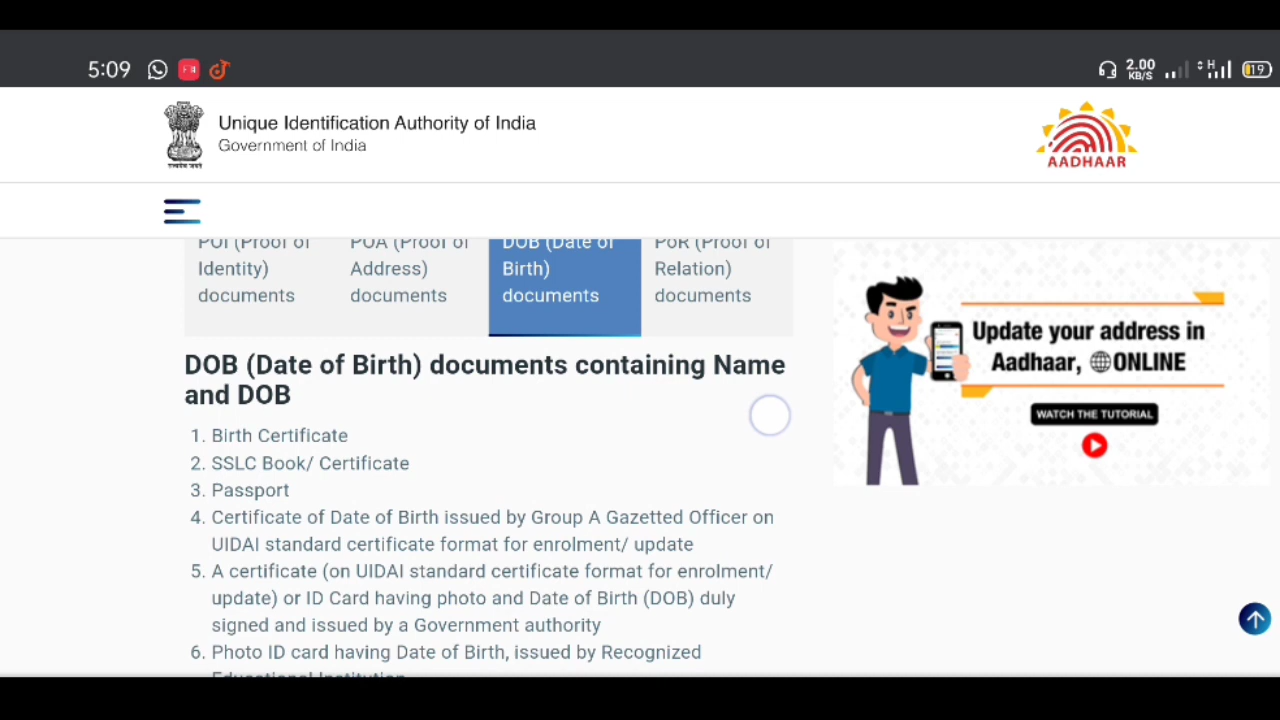 5:09
2.00
KB/S
H
19
Unique Identification Authority of India
Government of India
AADHAAR
POI (Proof of
Identity)
documents
POA (Proof of
Address)
documents
DOB (Date of
Birth)
documents
PoR (Proof of
Relation)
documents
DOB (Date of Birth) documents containing Name
and DOB
1. Birth Certificate
2. SSLC Book/ Certificate
3. Passport
4. Certificate of Date of Birth issued by Group A Gazetted Officer on
UIDAI standard certificate format for enrolment/ update
5. A certificate (on UIDAI standard certificate format for enrolment/
update) or ID Card having photo and Date of Birth (DOB) duly
signed and issued by a Government authority
6. Photo ID card having Date of Birth, issued by Recognized
Educational Institution
Update your address in
Aadhaar, ONLINE
WATCH THE TUTORIAL